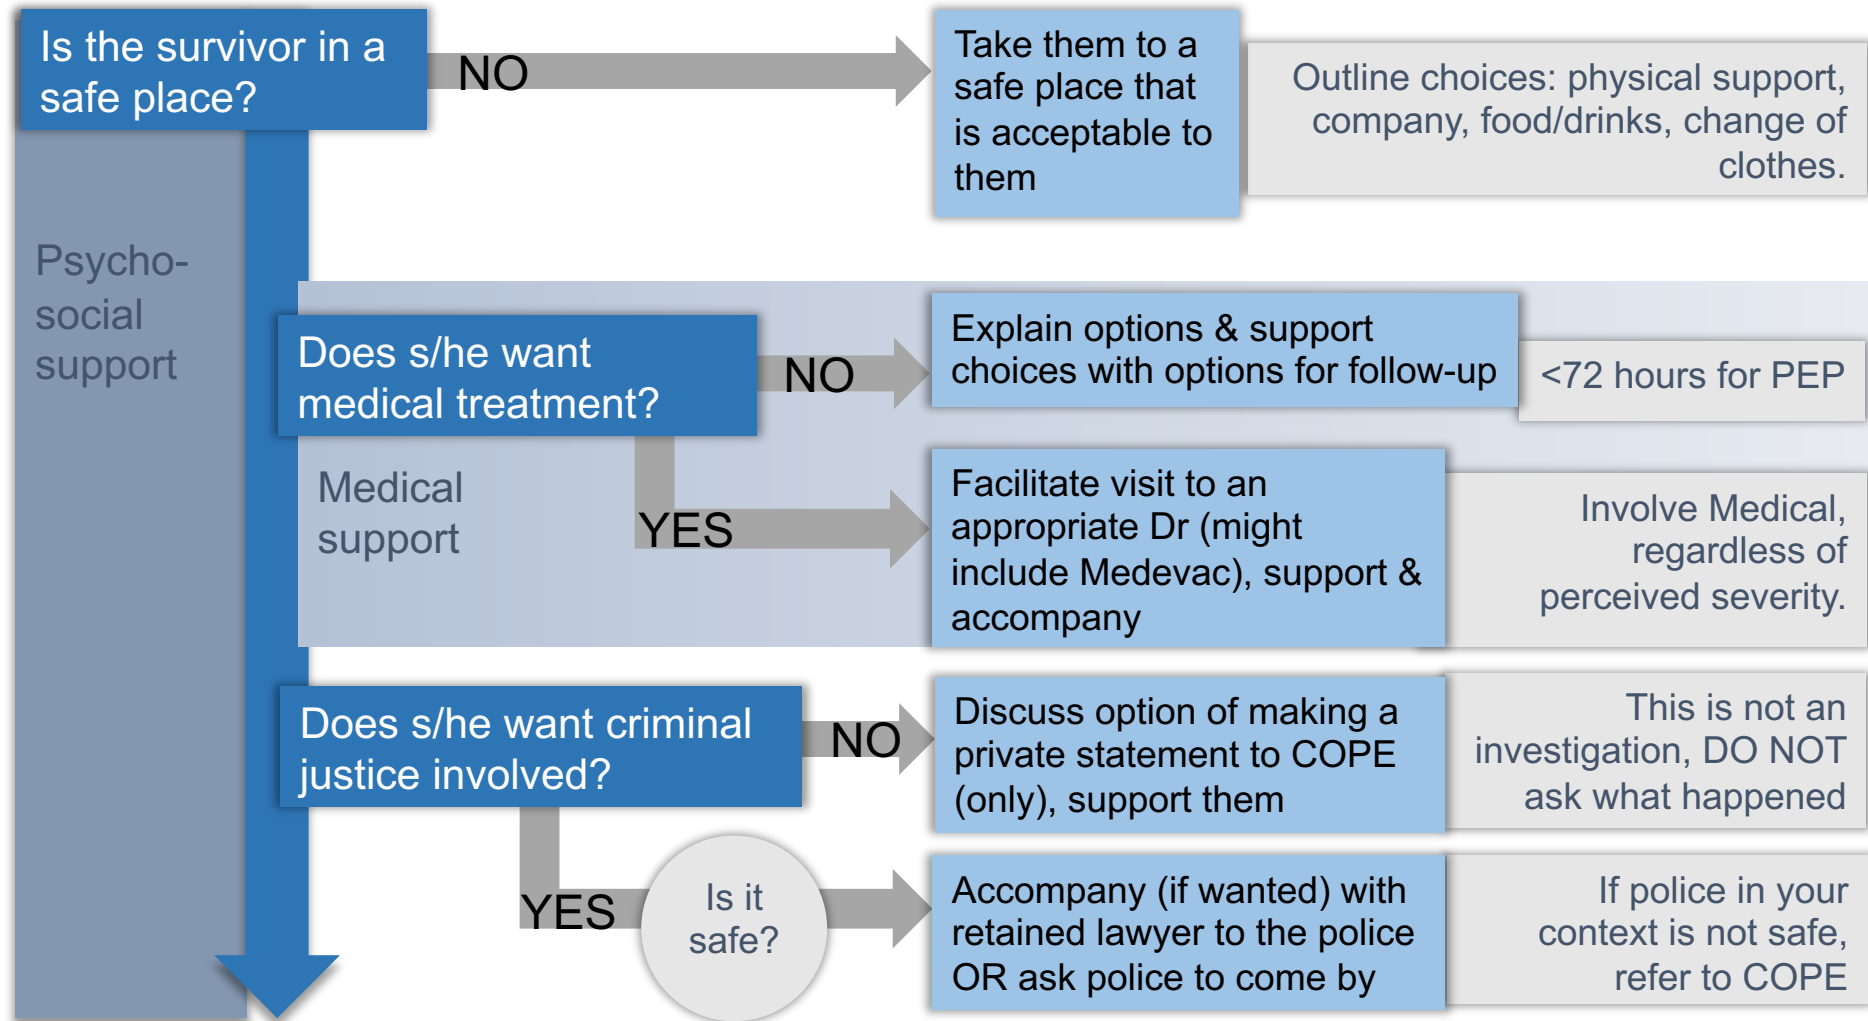 Is the survivor in a
safe place?
NO
Take them to a
safe place that
is acceptable to
them
Outline choices: physical support,
company, food/drinks, change of
clothes.
Psycho-
social
support
Does s/he want
medical treatment?
NO
Explain options & support
choices with options for follow-up
<72 hours for PEP
Medical
support
YES
Facilitate visit to an
appropriate Dr (might
include Medevac), support &
accompany
Involve Medical,
regardless of
perceived severity.
Does s/he want criminal
justice involved?
NO
Discuss option of making a
private statement to COPE
(only), support them
This is not an
investigation, DO NOT
ask what happened
YES
Is it
safe?
Accompany (if wanted) with
retained lawyer to the police
OR ask police to come by
If police in your
context is not safe,
refer to COPE